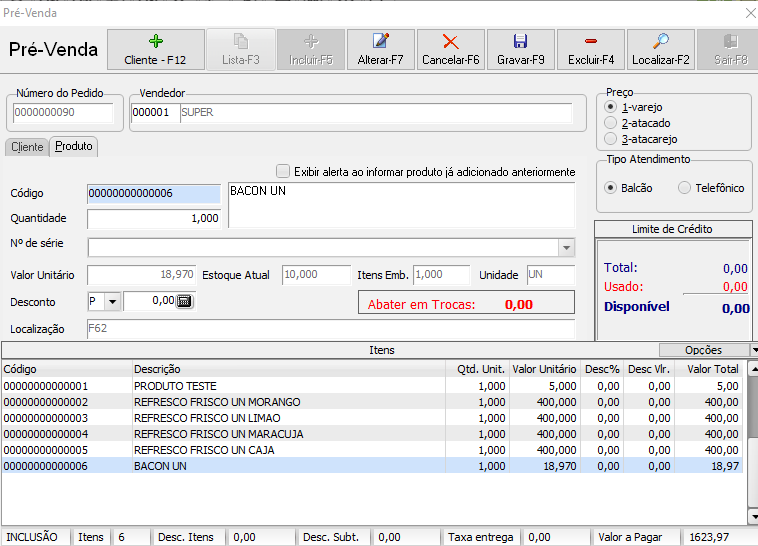 Pré-Venda
Pré-Venda
Cliente - F12
Lista-F3
Incluir-F5
Alterar-F7
Cancelar-F6
Gravar-F9
Excluir-F4
Localizar-F2
Sair-F8
Número do Pedido
0000000090
Vendedor
000001 SUPER
Preço
1-varejo
2-atacado
3-atacarejo
Cliente Produto
Tipo Atendimento
Balcão Telefônico
Exibir alerta ao informar produto já adicionado anteriormente
Código 00000000000006 BACON UN
Quantidade 1,000
Nº de série
Valor Unitário 18,970 Estoque Atual 10,000 Itens Emb. 1,000 Unidade UN
Desconto P 0,00 Abater em Trocas: 0,00
Localização F62
Limite de Crédito
Total: 0,00
Usado: 0,00
Disponível 0,00
Itens Opções
Código Descrição Qtd. Unit. Valor Unitário Desc% Desc Vlr. Valor Total
00000000000001 PRODUTO TESTE 1,000 5,000 0,00 0,00 5,00
00000000000002 REFRESCO FRISCO UN MORANGO 1,000 400,000 0,00 0,00 400,00
00000000000003 REFRESCO FRISCO UN LIMAO 1,000 400,000 0,00 0,00 400,00
00000000000004 REFRESCO FRISCO UN MARACUJA 1,000 400,000 0,00 0,00 400,00
00000000000005 REFRESCO FRISCO UN CAJA 1,000 400,000 0,00 0,00 400,00
00000000000006 BACON UN 1,000 18,970 0,00 0,00 18,97
INCLUSÃO Itens 6 Desc. Itens 0,00 Desc. Subt. 0,00 Taxa entrega 0,00 Valor a Pagar 1623,97